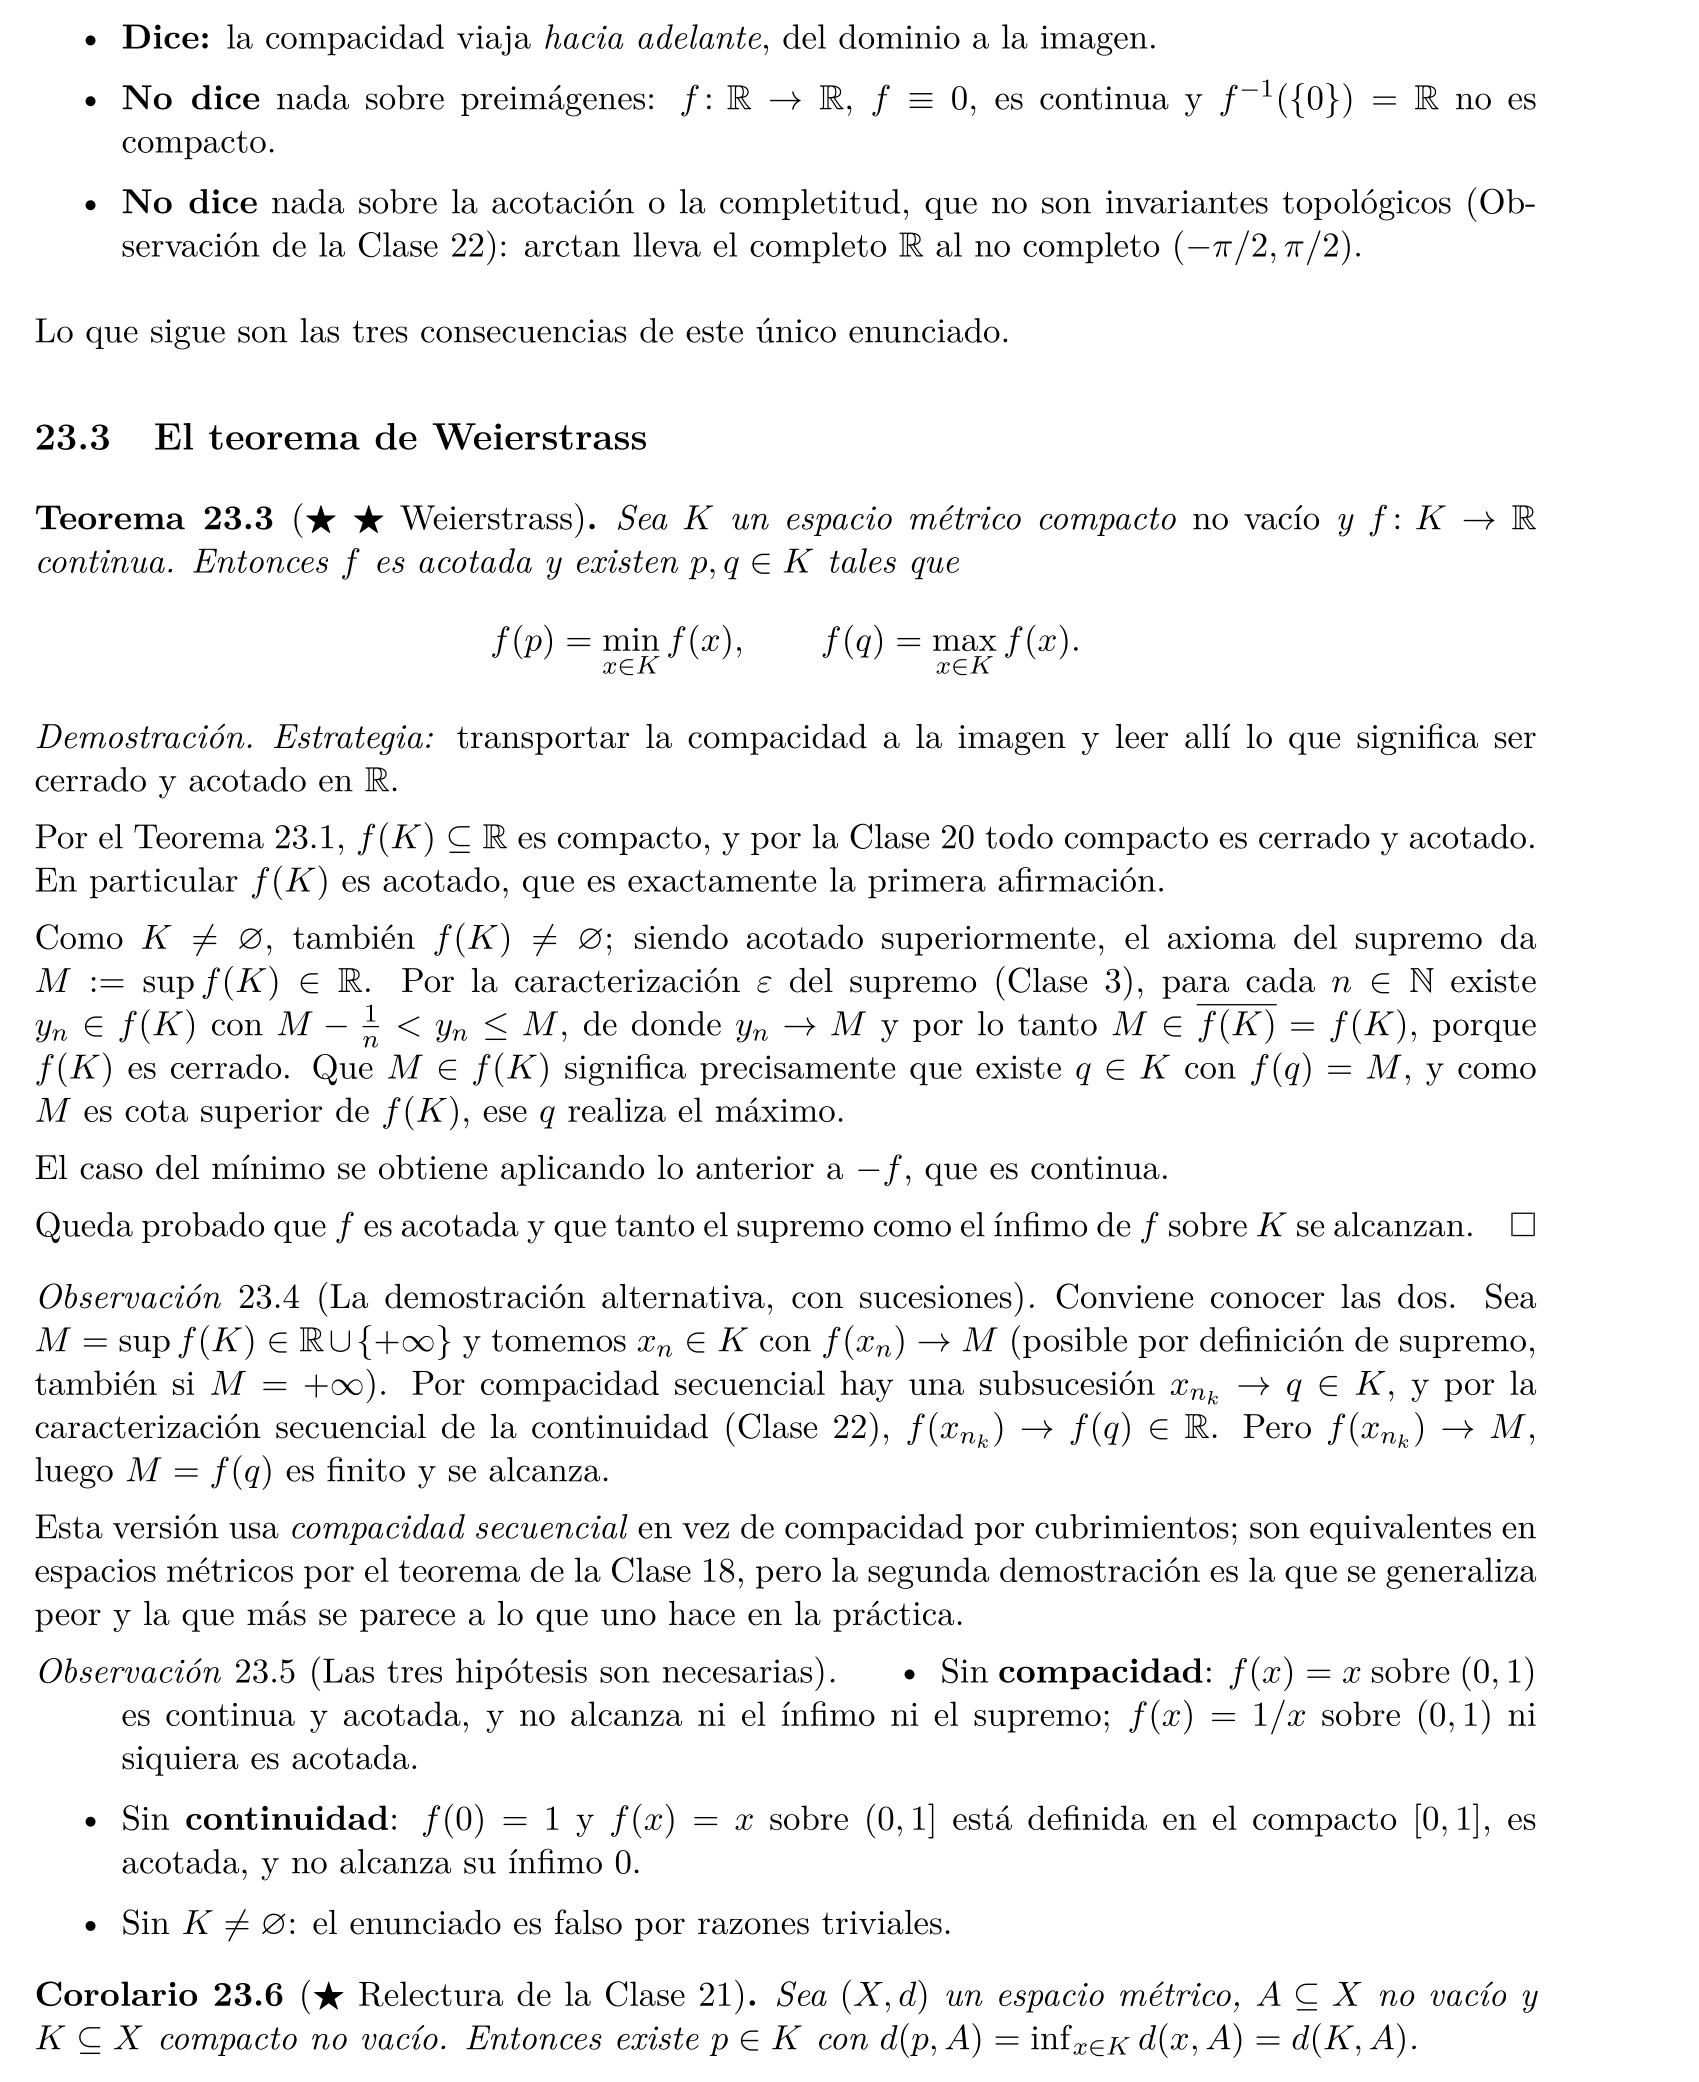 • Dice: la compacidad viaja hacia adelante, del dominio a la imagen.
• No dice nada sobre preimágenes: f: ℝ → ℝ, f ≡ 0, es continua y f⁻¹({0}) = ℝ no es
compacto.
• No dice nada sobre la acotación o la completitud, que no son invariantes topológicos (Ob-
servación de la Clase 22): arctan lleva el completo ℝ al no completo (−π/2, π/2).
Lo que sigue son las tres consecuencias de este único enunciado.
23.3 El teorema de Weierstrass
Teorema 23.3 (★ ★ Weierstrass). Sea K un espacio métrico compacto no vacío y f: K → ℝ
continua. Entonces f es acotada y existen p, q ∈ K tales que
f(p) = min_{x∈K} f(x), f(q) = max_{x∈K} f(x).
Demostración. Estrategia: transportar la compacidad a la imagen y leer allí lo que significa ser
cerrado y acotado en ℝ.
Por el Teorema 23.1, f(K) ⊆ ℝ es compacto, y por la Clase 20 todo compacto es cerrado y acotado.
En particular f(K) es acotado, que es exactamente la primera afirmación.
Como K ≠ ∅, también f(K) ≠ ∅; siendo acotado superiormente, el axioma del supremo da
M := sup f(K) ∈ ℝ. Por la caracterización ε del supremo (Clase 3), para cada n ∈ ℕ existe
yₙ ∈ f(K) con M − 1/n < yₙ ≤ M, de donde yₙ → M y por lo tanto M ∈ \overline{f(K)} = f(K), porque
f(K) es cerrado. Que M ∈ f(K) significa precisamente que existe q ∈ K con f(q) = M, y como
M es cota superior de f(K), ese q realiza el máximo.
El caso del mínimo se obtiene aplicando lo anterior a −f, que es continua.
Queda probado que f es acotada y que tanto el supremo como el ínfimo de f sobre K se alcanzan. □
Observación 23.4 (La demostración alternativa, con sucesiones). Conviene conocer las dos. Sea
M = sup f(K) ∈ ℝ∪{+∞} y tomemos xₙ ∈ K con f(xₙ) → M (posible por definición de supremo,
también si M = +∞). Por compacidad secuencial hay una subsucesión x_{n_k} → q ∈ K, y por la
caracterización secuencial de la continuidad (Clase 22), f(x_{n_k}) → f(q) ∈ ℝ. Pero f(x_{n_k}) → M,
luego M = f(q) es finito y se alcanza.
Esta versión usa compacidad secuencial en vez de compacidad por cubrimientos; son equivalentes en
espacios métricos por el teorema de la Clase 18, pero la segunda demostración es la que se generaliza
peor y la que más se parece a lo que uno hace en la práctica.
Observación 23.5 (Las tres hipótesis son necesarias). • Sin compacidad: f(x) = x sobre (0, 1)
es continua y acotada, y no alcanza ni el ínfimo ni el supremo; f(x) = 1/x sobre (0, 1) ni
siquiera es acotada.
• Sin continuidad: f(0) = 1 y f(x) = x sobre (0, 1] está definida en el compacto [0, 1], es
acotada, y no alcanza su ínfimo 0.
• Sin K ≠ ∅: el enunciado es falso por razones triviales.
Corolario 23.6 (★ Relectura de la Clase 21). Sea (X, d) un espacio métrico, A ⊆ X no vacío y
K ⊆ X compacto no vacío. Entonces existe p ∈ K con d(p, A) = inf_{x∈K} d(x, A) = d(K, A).